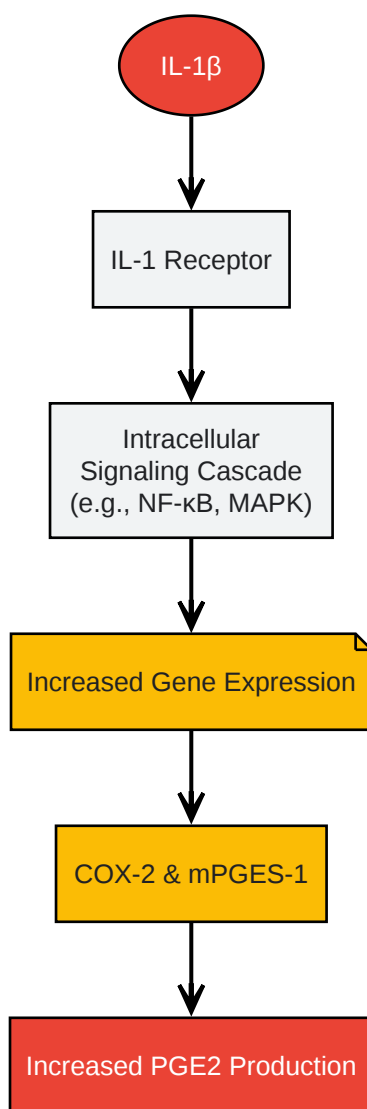 IL-1β
IL-1 Receptor
Intracellular
Signaling Cascade
(e.g., NF-κB, MAPK)
Increased Gene Expression
COX-2 & mPGES-1
Increased PGE2 Production